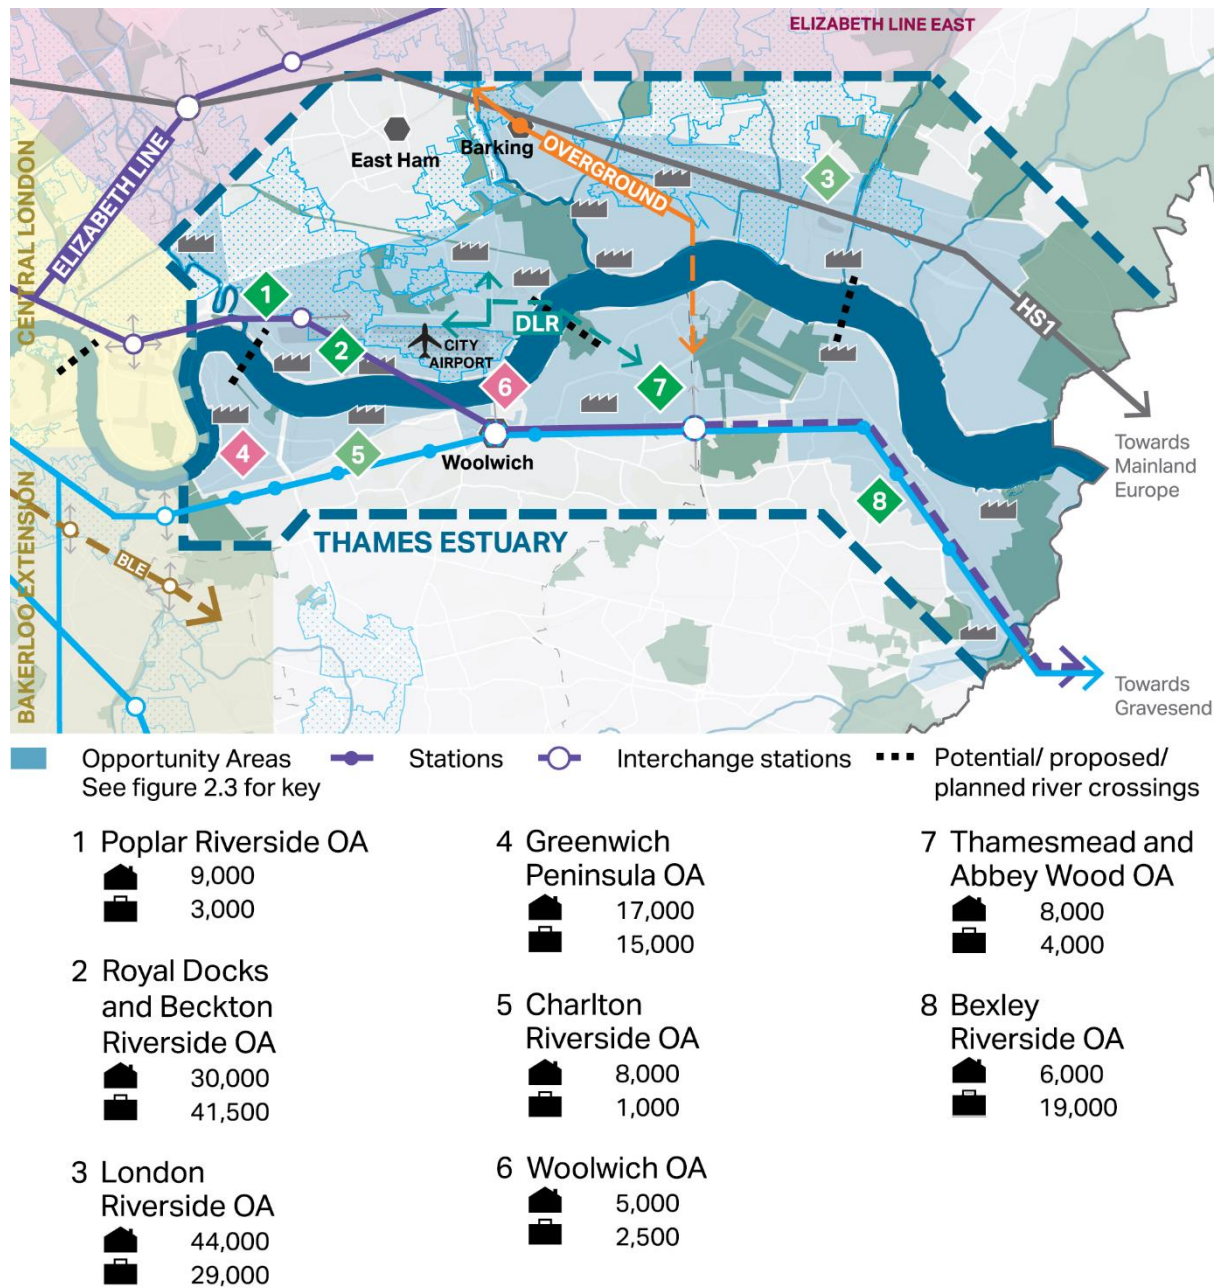 ELIZABETH LINE EAST
CENTRAL LONDON
ELIZABETH LINE
East Ham
Barking
OVERGROUND
3
1
2
DLR
CITY
AIRPORT
HS1
6
7
4
5
Woolwich
8
Towards
Mainland
Europe
BAKERLOO EXTENSION
BLE
THAMES ESTUARY
Towards
Gravesend
Opportunity Areas
See figure 2.3 for key
Stations
Interchange stations
Potential/ proposed/
planned river crossings
1 Poplar Riverside OA
9,000
3,000
2 Royal Docks
and Beckton
Riverside OA
30,000
41,500
3 London
Riverside OA
44,000
29,000
4 Greenwich
Peninsula OA
17,000
15,000
5 Charlton
Riverside OA
8,000
1,000
6 Woolwich OA
5,000
2,500
7 Thamesmead and
Abbey Wood OA
8,000
4,000
8 Bexley
Riverside OA
6,000
19,000